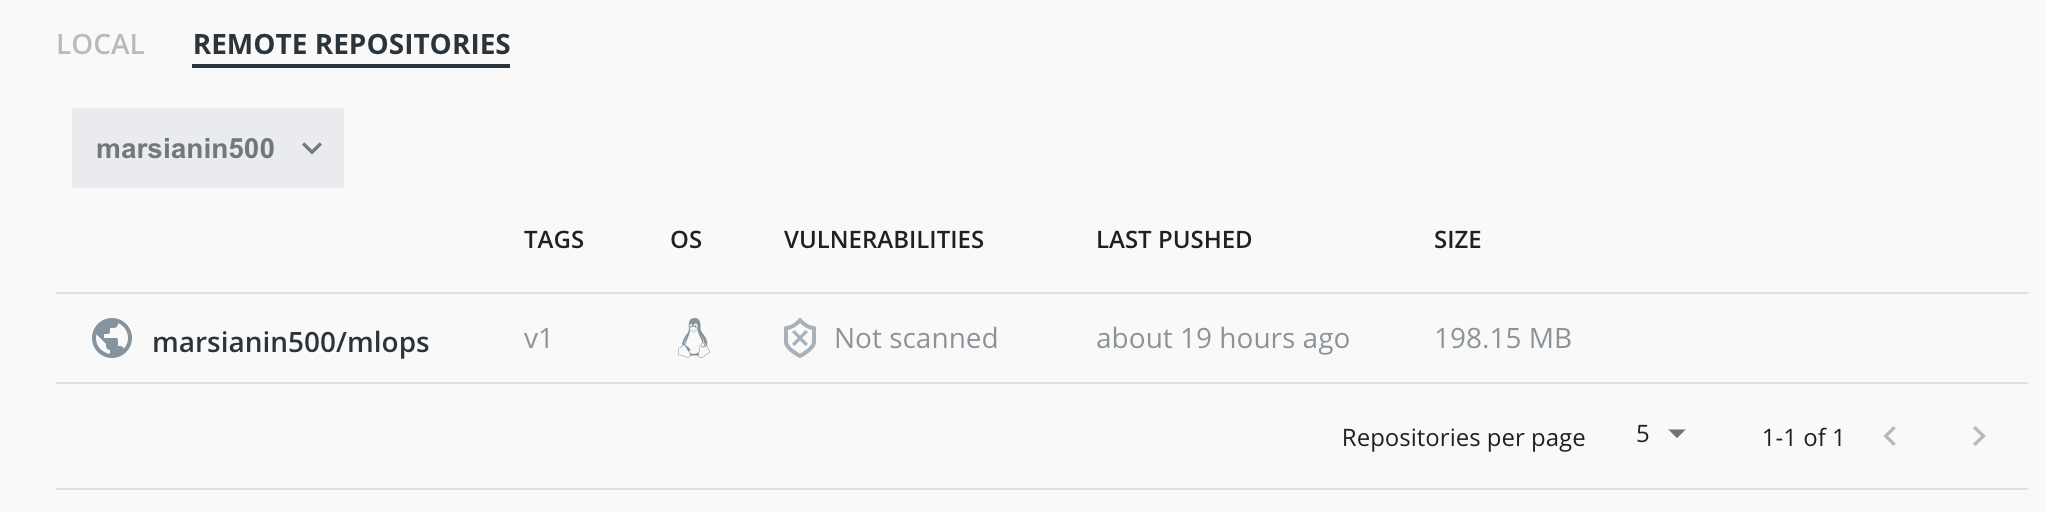 LOCAL REMOTE REPOSITORIES
marsianin500
TAGS OS VULNERABILITIES LAST PUSHED SIZE
marsianin500/mlops v1 Not scanned about 19 hours ago 198.15 MB
Repositories per page 5 1-1 of 1